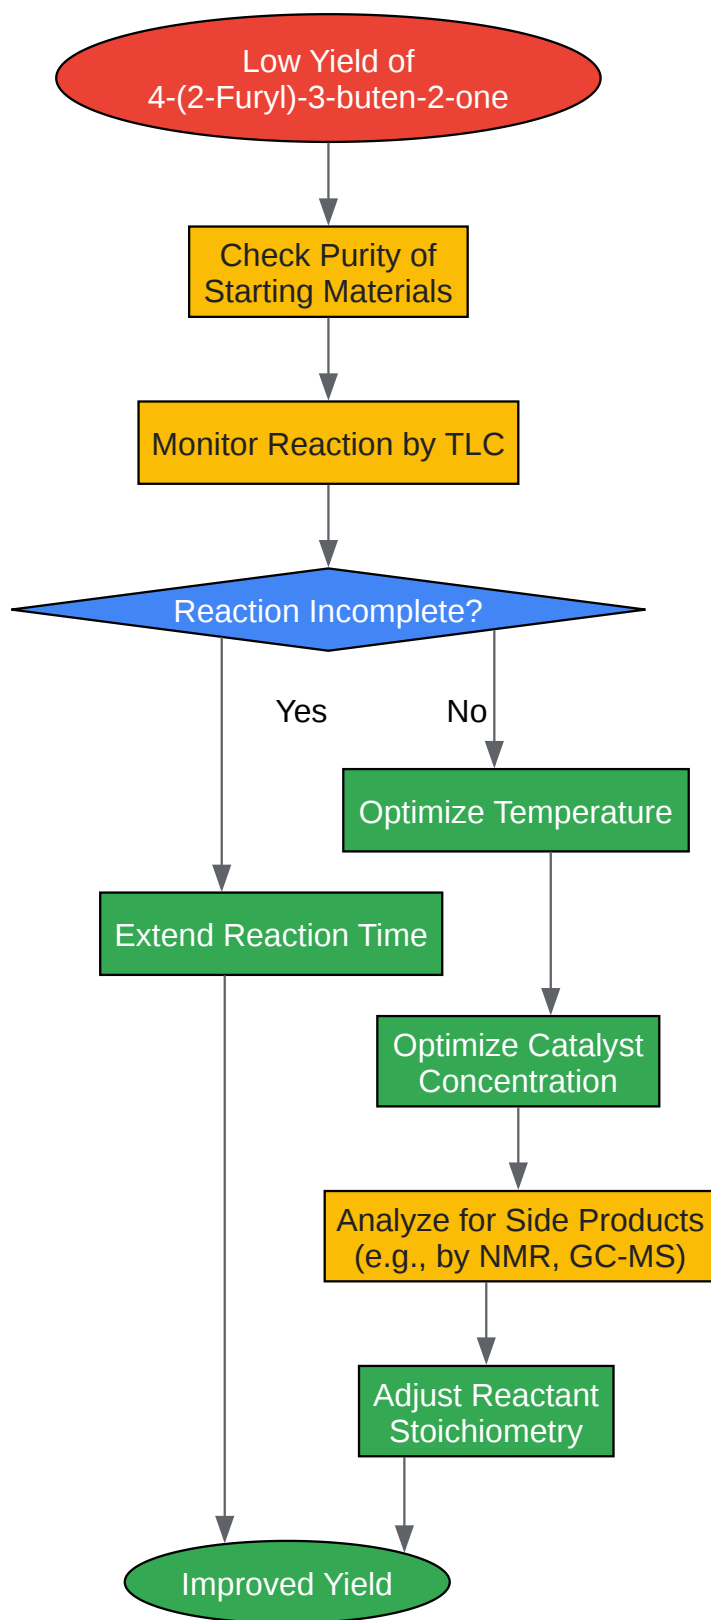 Low Yield of
4-(2-Furyl)-3-buten-2-one
Check Purity of
Starting Materials
Monitor Reaction by TLC
Reaction Incomplete?
Yes
No
Optimize Temperature
Extend Reaction Time
Optimize Catalyst
Concentration
Analyze for Side Products
(e.g., by NMR, GC-MS)
Adjust Reactant
Stoichiometry
Improved Yield